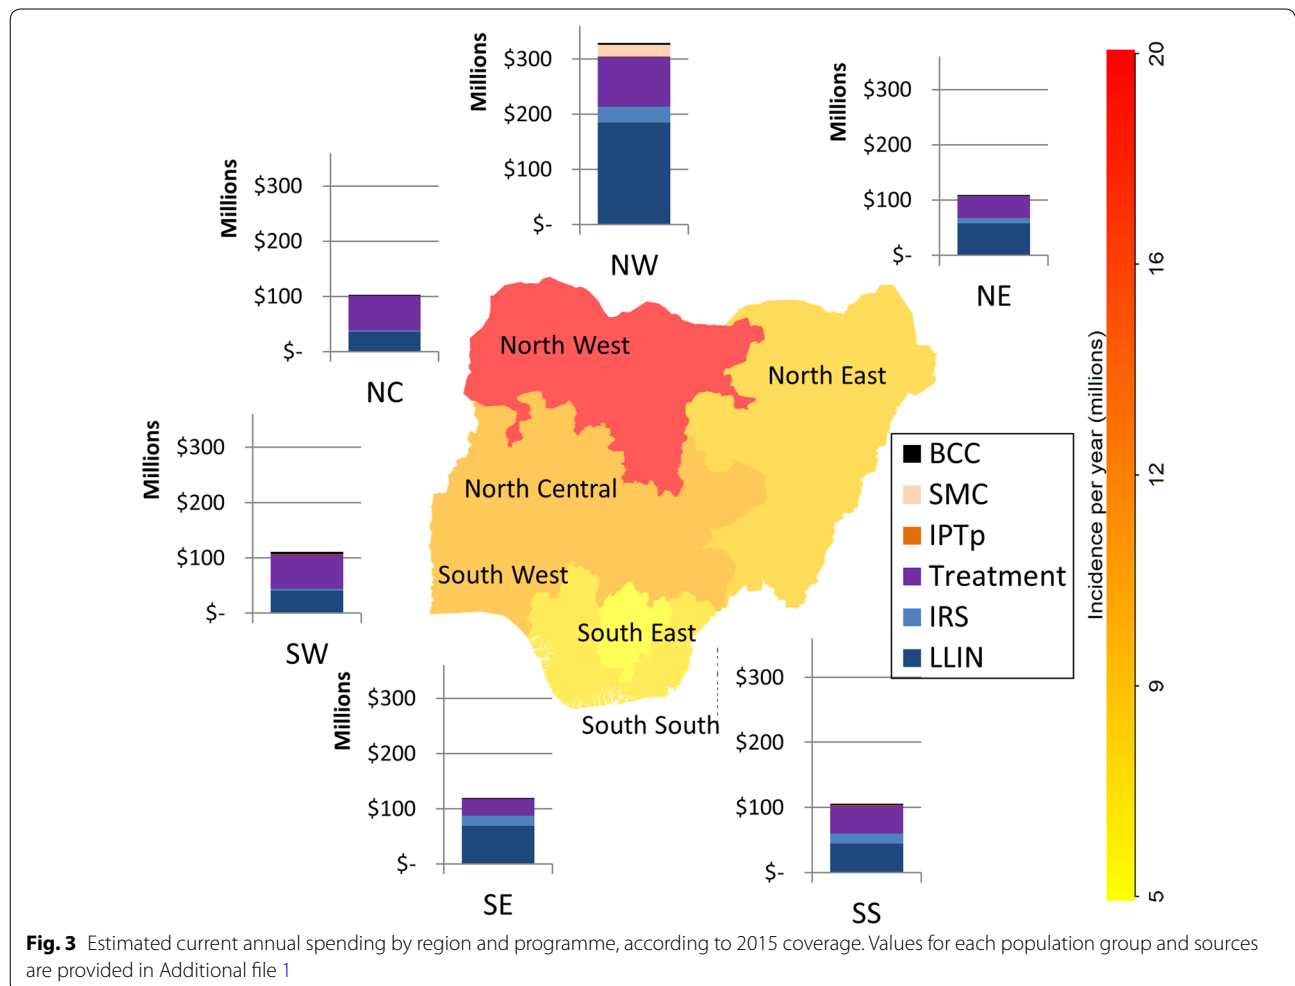 Millions
$300
$200
$100
$-
NW
Millions
$300
$200
$100
$-
NE
Millions
$300
$200
$100
$-
NC
Millions
$300
$200
$100
$-
SW
Millions
$300
$200
$100
$-
SE
$300
$200
$100
$-
SS
North West
North East
North Central
South West
South East
South South
BCC
SMC
IPTp
Treatment
IRS
LLIN
Incidence per year (millions)
20
16
12
9
5
Fig. 3 Estimated current annual spending by region and programme, according to 2015 coverage. Values for each population group and sources
are provided in Additional file 1